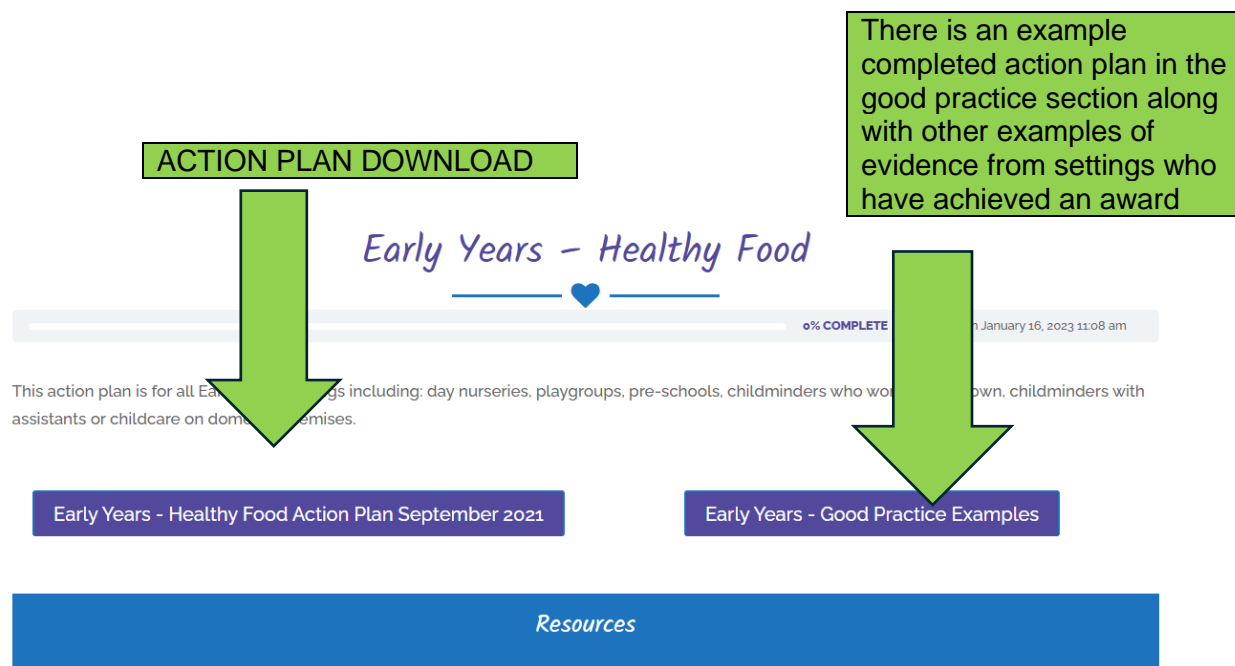 There is an example
completed action plan in the
good practice section along
with other examples of
evidence from settings who
have achieved an award
ACTION PLAN DOWNLOAD
Early Years – Healthy Food
0% COMPLETE January 16, 2023 11:08 am
This action plan is for all including: day nurseries, playgroups, pre-schools, childminders who childminders with
assistants or childcare on
Early Years - Healthy Food Action Plan September 2021
Early Years - Good Practice Examples
Resources